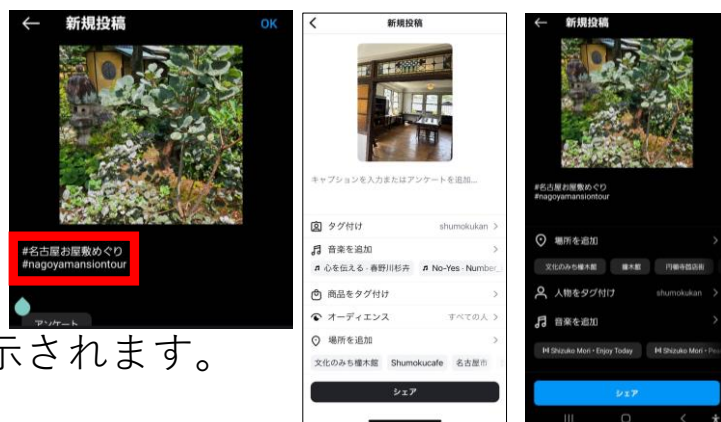 新規投稿 OK
#名古屋お屋敷めぐり
#nagoyamansiontour
アンケート
示されます。
新規投稿
キャプションを入力またはアンケートを追加...
タグ付け shumokukan
音楽を追加
心を伝える・春野川杉卉 No-Yes · Number_
商品をタグ付け
オーディエンス すべての人
場所を追加
文化のみち橦木館 Shumokucafe 名古屋市
シェア
新規投稿
#名古屋お屋敷めぐり
#nagoyamansiontour
場所を追加
文化のみち橦木館 橦木館 円頓寺商店街
人物をタグ付け shumokukan
音楽を追加
Shizuko Mori • Enjoy Today Shizuko Mori •
シェア